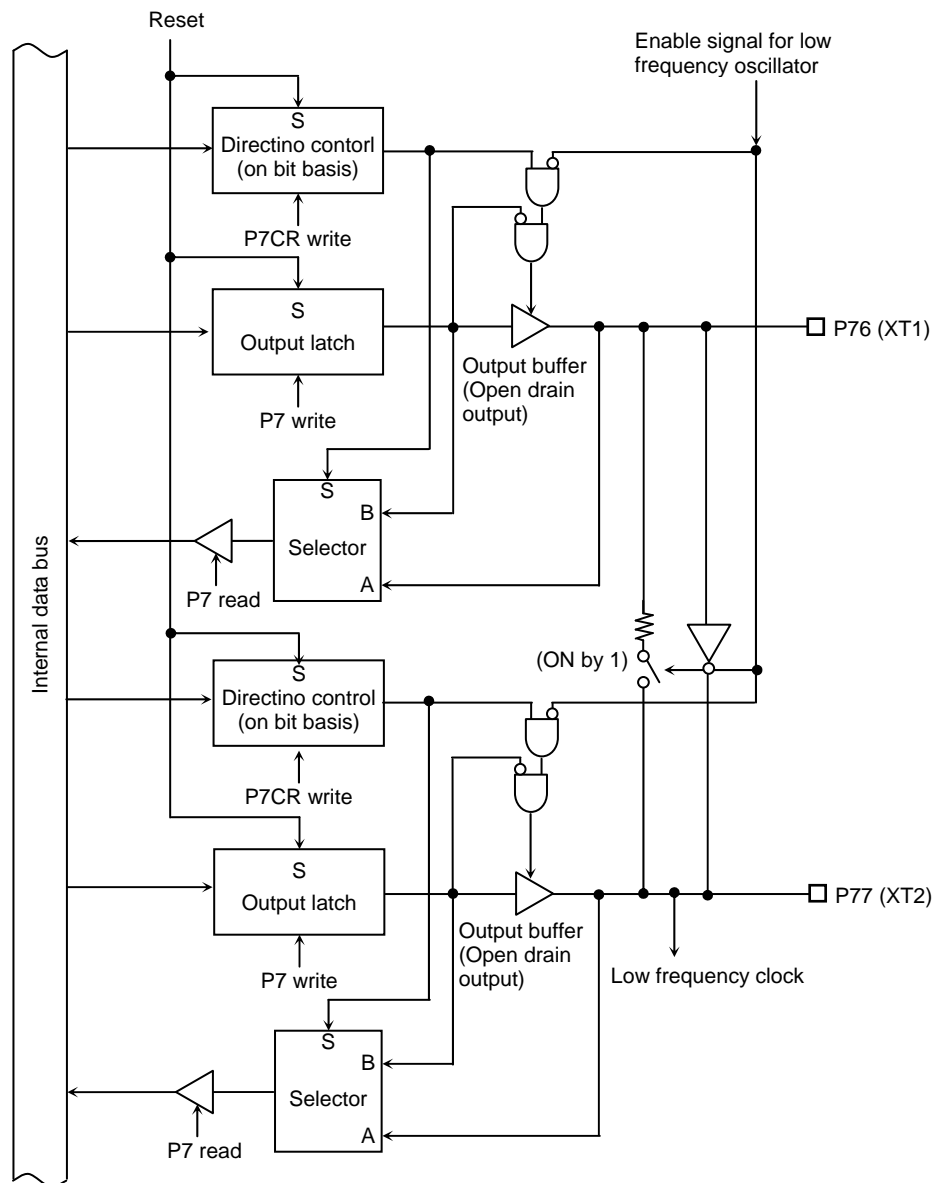 Reset
Enable signal for low
frequency oscillator
S
Directino contorl
(on bit basis)
P7CR write
S
Output latch
P7 write
Output buffer
(Open drain
output)
P76 (XT1)
S
B
Selector
A
P7 read
Internal data bus
(ON by 1)
S
Directino control
(on bit basis)
P7CR write
S
Output latch
P7 write
Output buffer
(Open drain
output)
P77 (XT2)
Low frequency clock
S
B
Selector
A
P7 read